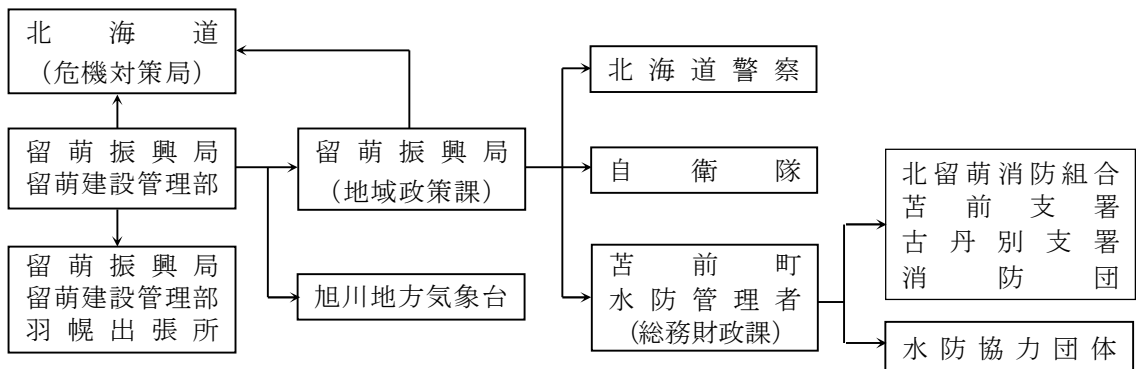 北海道
(危機対策局)
留萌振興局
留萌建設管理部
留萌振興局
留萌建設管理部
羽幌出張所
留萌振興局
(地域政策課)
旭川地方気象台
北海道警察
自衛隊
苫前町
水防管理者
(総務財政課)
北留萌消防組合
苫前支署
古丹別支署
消防団
水防協力団体